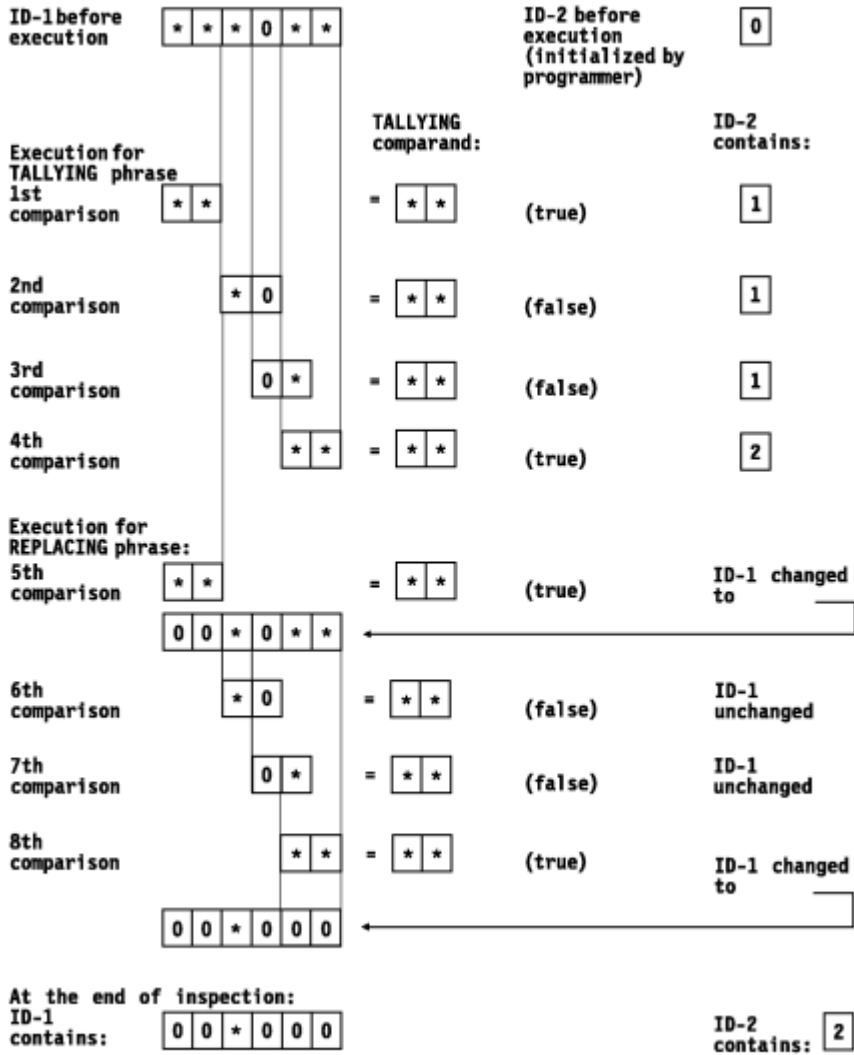 ID-1 before execution * * * 0 * * ID-2 before execution (initialized by programmer) 0
TALLYING comparand: ID-2 contains:
Execution for
TALLYING phrase
1st comparison * * = * * (true) 1
2nd comparison * 0 = * * (false) 1
3rd comparison 0 * = * * (false) 1
4th comparison * * = * * (true) 2
Execution for
REPLACING phrase:
5th comparison * * = * * (true) ID-1 changed to
0 0 * 0 * *
6th comparison * 0 = * * (false) ID-1 unchanged
7th comparison 0 * = * * (false) ID-1 unchanged
8th comparison * * = * * (true) ID-1 changed to
0 0 * 0 0 0
At the end of inspection:
ID-1 contains: 0 0 * 0 0 0 ID-2 contains: 2